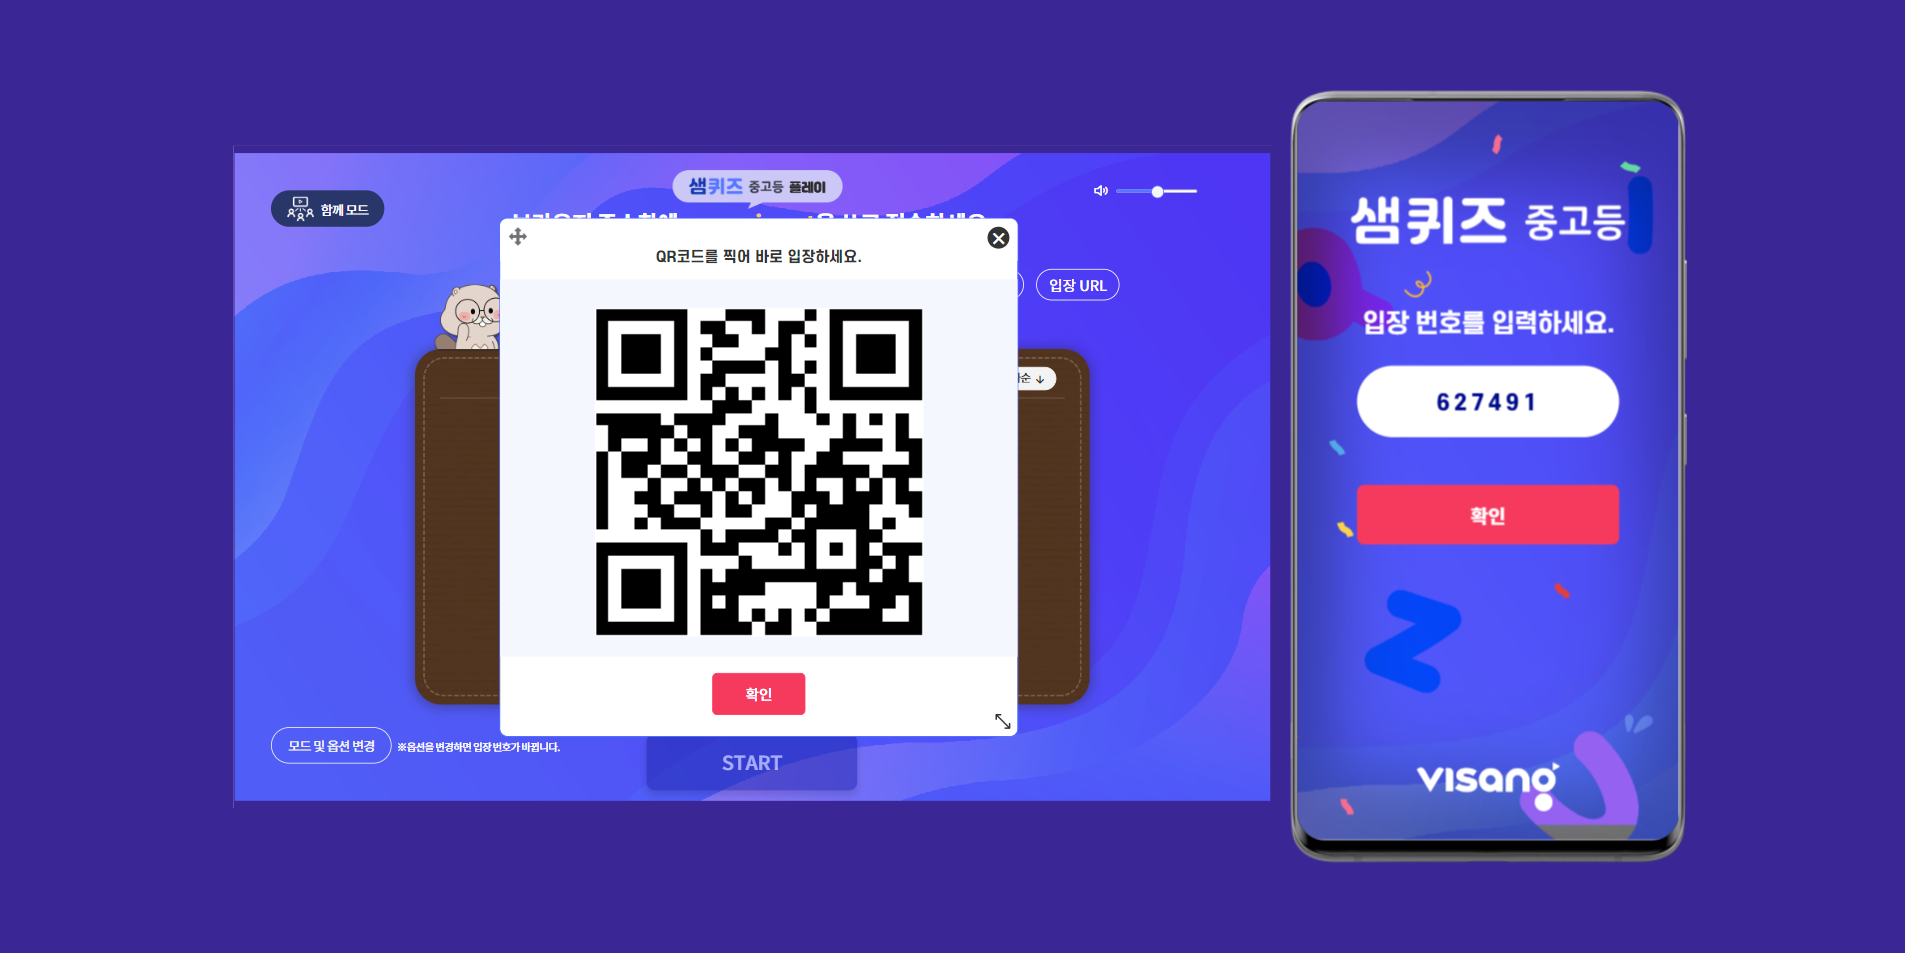 함께 모드
샘퀴즈 중고등 플레이
QR코드를 찍어 바로 입장하세요.
입장 URL
확인
모드 및 옵션 변경
※옵션을 변경하면 입장 번호가 바뀝니다.
START
샘퀴즈 중고등
입장 번호를 입력하세요.
627491
확인
visang